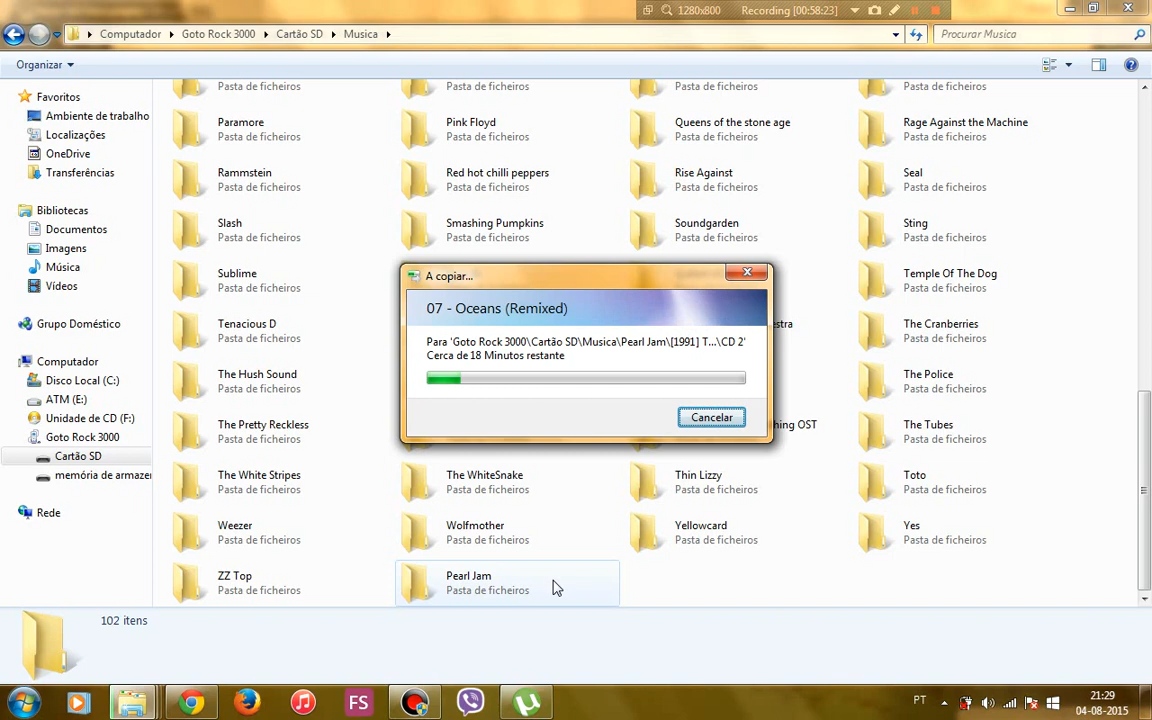 1280x800 Recording [00:58:23]
Computador Goto Rock 3000 Cartão SD Musica Procurar Musica
Organizar
Favoritos
Ambiente de trabalho
Localizações
OneDrive
Transferências
Bibliotecas
Documentos
Imagens
Música
Vídeos
Grupo Doméstico
Computador
Disco Local (C:)
ATM (E:)
Unidade de CD (F:)
Goto Rock 3000
Cartão SD
memória de armazer
Rede
Pasta de ficheiros Pasta de ficheiros Pasta de ficheiros Pasta de ficheiros
Paramore Pink Floyd Queens of the stone age Rage Against the Machine
Pasta de ficheiros Pasta de ficheiros Pasta de ficheiros Pasta de ficheiros
Rammstein Red hot chilli peppers Rise Against Seal
Pasta de ficheiros Pasta de ficheiros Pasta de ficheiros Pasta de ficheiros
Slash Smashing Pumpkins Soundgarden Sting
Pasta de ficheiros Pasta de ficheiros Pasta de ficheiros Pasta de ficheiros
Sublime Temple Of The Dog
Pasta de ficheiros Pasta de ficheiros
Tenacious D stra The Cranberries
Pasta de ficheiros Pasta de ficheiros
The Hush Sound The Police
Pasta de ficheiros Pasta de ficheiros
The Pretty Reckless hing OST The Tubes
Pasta de ficheiros Pasta de ficheiros
The White Stripes The WhiteSnake Thin Lizzy Toto
Pasta de ficheiros Pasta de ficheiros Pasta de ficheiros Pasta de ficheiros
Weezer Wolfmother Yellowcard Yes
Pasta de ficheiros Pasta de ficheiros Pasta de ficheiros Pasta de ficheiros
ZZ Top Pearl Jam
Pasta de ficheiros Pasta de ficheiros
A copiar...
07 - Oceans (Remixed)
Para 'Goto Rock 3000\Cartão SD\Musica\Pearl Jam\[1991] T...\CD 2'
Cerca de 18 Minutos restante
Cancelar
102 itens
FS PT 21:29
04-08-2015